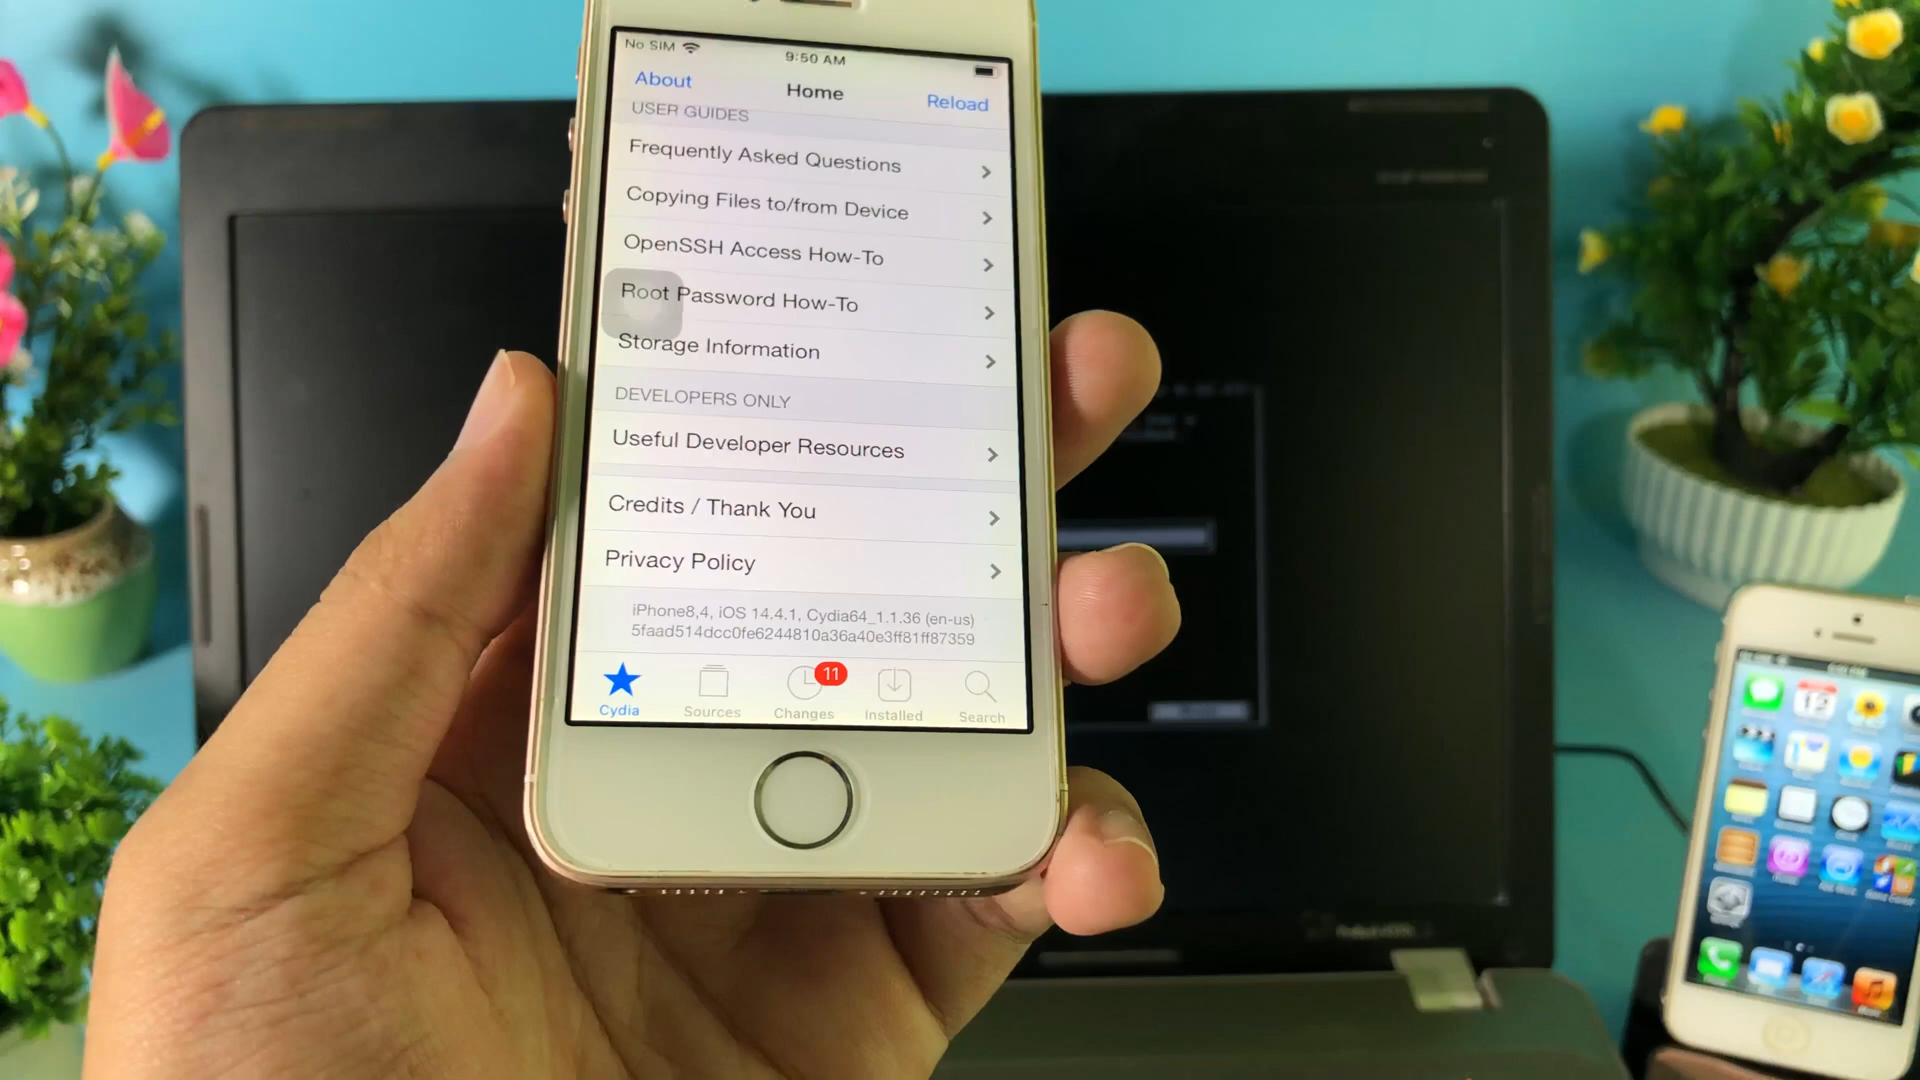 No SIM
9:50 AM
About
Home
Reload
USER GUIDES
Frequently Asked Questions
Copying Files to/from Device
OpenSSH Access How-To
Root Password How-To
Storage Information
DEVELOPERS ONLY
Useful Developer Resources
Credits / Thank You
Privacy Policy
iPhone8,4, iOS 14.4.1, Cydia64_1.1.36 (en-us)
5faad514dcc0fe6244810a36a40e3ff81ff87359
11
Cydia
Sources
Changes
Installed
Search
12